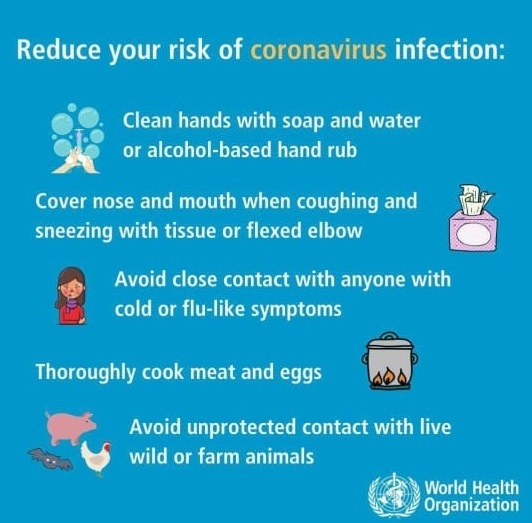 Reduce your risk of coronavirus infection:
Clean hands with soap and water
or alcohol-based hand rub
Cover nose and mouth when coughing and
sneezing with tissue or flexed elbow
Avoid close contact with anyone with
cold or flu-like symptoms
Thoroughly cook meat and eggs
Avoid unprotected contact with live
wild or farm animals
World Health
Organization